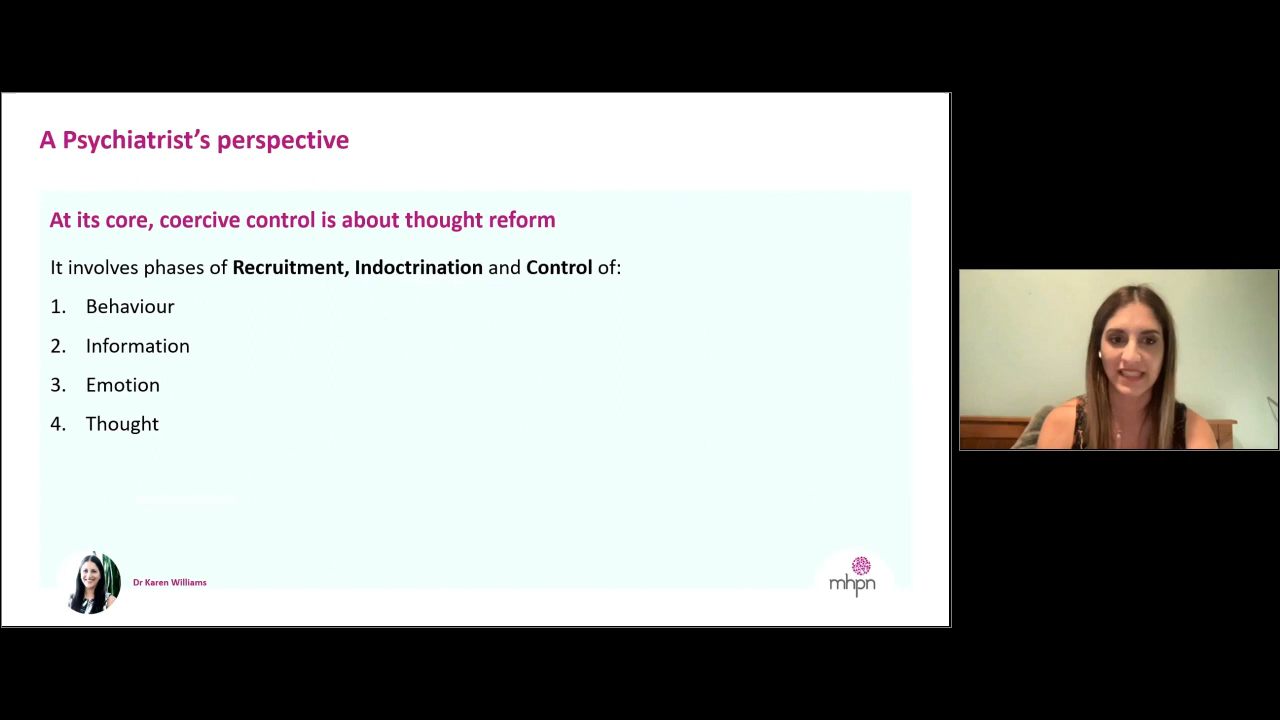 A Psychiatrist's perspective
At its core, coercive control is about thought reform
It involves phases of Recruitment, Indoctrination and Control of:
1. Behaviour
2. Information
3. Emotion
4. Thought
Dr Karen Williams
mhpn